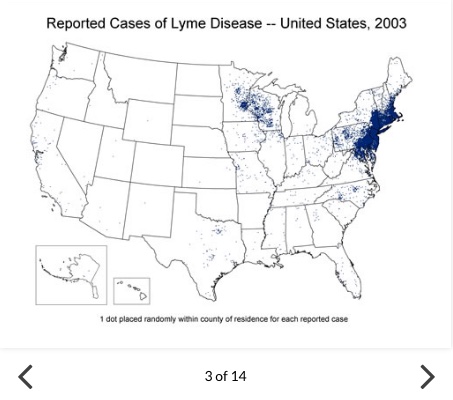 Reported Cases of Lyme Disease -- United States, 2003
1 dot placed randomly within county of residence for each reported case
3 of 14